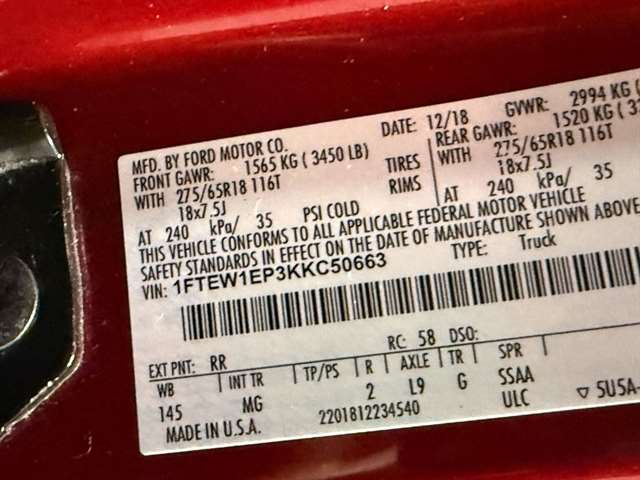 MFD. BY FORD MOTOR CO. DATE: 12/18 GVWR: 2994 KG (
FRONT GAWR: 1565 KG ( 3450 LB) REAR GAWR: 1520 KG (
WITH 275/65R18 116T TIRES WITH 275/65R18 116T
18x7.5J RIMS 18x7.5J
AT 240 kPa/ 35 PSI COLD AT 240 kPa/ 35
THIS VEHICLE CONFORMS TO ALL APPLICABLE FEDERAL MOTOR VEHICLE
SAFETY STANDARDS IN EFFECT ON THE DATE OF MANUFACTURE SHOWN ABOVE
VIN: 1FTEW1EP3KKC50663 TYPE: Truck
RC: 58 DSO:
EXT PNT: RR
WB INT TR TP/PS R AXLE TR SPR
145 MG 2 L9 G SSAA
ULC ▽ 5U5A-
MADE IN U.S.A. 2201812234540